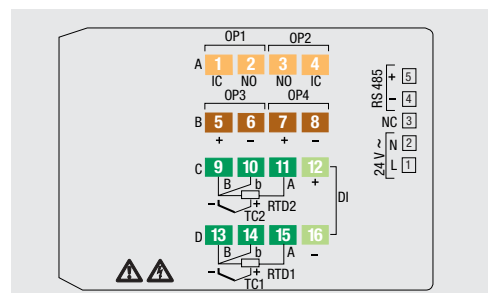 OP1 OP2
A 1 2 3 4
IC NO NO IC
OP3 OP4
B 5 6 7 8
+ − + −
C 9 10 11 12
B b A +
− + RTD2
TC2
DI
D 13 14 15 16
B b A −
− + RTD1
TC1
RS 485 + 5
− 4
NC 3
24 V ~ N 2
L 1